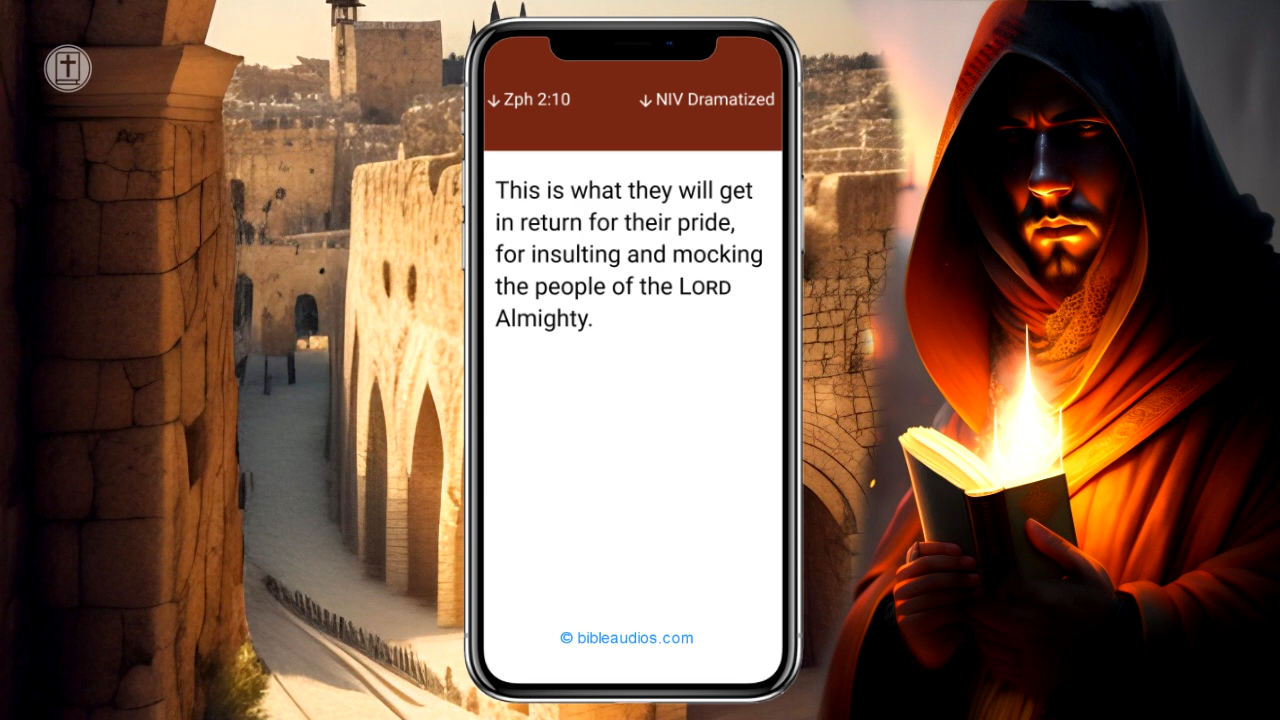 ↓ Zph 2:10 ↓ NIV Dramatized
This is what they will get
in return for their pride,
for insulting and mocking
the people of the LORD
Almighty.
© bibleaudios.com